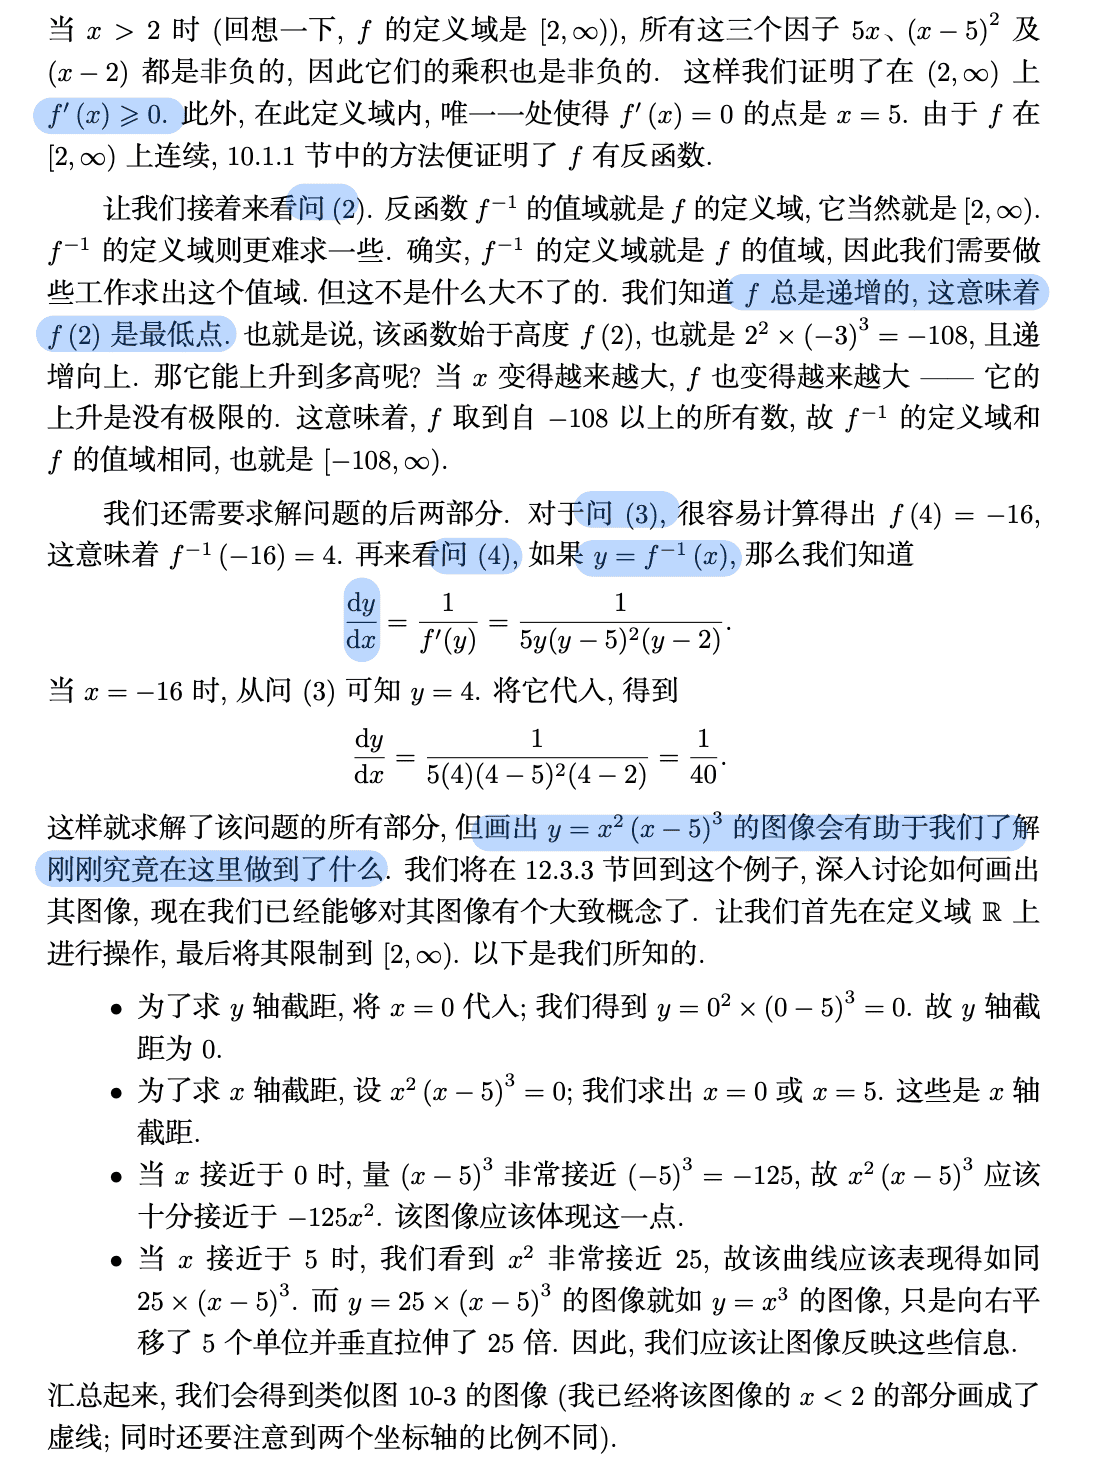 当 x > 2 时 (回想一下, f 的定义域是 [2, ∞)), 所有这三个因子 5x、(x − 5)² 及
(x − 2) 都是非负的, 因此它们的乘积也是非负的. 这样我们证明了在 (2, ∞) 上
f′(x) ⩾ 0. 此外, 在此定义域内, 唯一一处使得 f′(x) = 0 的点是 x = 5. 由于 f 在
[2, ∞) 上连续, 10.1.1 节中的方法便证明了 f 有反函数.
让我们接着来看问 (2). 反函数 f⁻¹ 的值域就是 f 的定义域, 它当然就是 [2, ∞).
f⁻¹ 的定义域则更难求一些. 确实, f⁻¹ 的定义域就是 f 的值域, 因此我们需要做
些工作求出这个值域. 但这不是什么大不了的. 我们知道 f 总是递增的, 这意味着
f (2) 是最低点. 也就是说, 该函数始于高度 f (2), 也就是 2² × (−3)³ = −108, 且递
增向上. 那它能上升到多高呢? 当 x 变得越来越大, f 也变得越来越大 —— 它的
上升是没有极限的. 这意味着, f 取到自 −108 以上的所有数, 故 f⁻¹ 的定义域和
f 的值域相同, 也就是 [−108, ∞).
我们还需要求解问题的后两部分. 对于问 (3), 很容易计算得出 f (4) = −16,
这意味着 f⁻¹ (−16) = 4. 再来看问 (4), 如果 y = f⁻¹ (x), 那么我们知道
dy/dx = 1/f′(y) = 1/5y(y − 5)²(y − 2).
当 x = −16 时, 从问 (3) 可知 y = 4. 将它代入, 得到
dy/dx = 1/5(4)(4 − 5)²(4 − 2) = 1/40.
这样就求解了该问题的所有部分, 但画出 y = x² (x − 5)³ 的图像会有助于我们了解
刚刚究竟在这里做到了什么. 我们将在 12.3.3 节回到这个例子, 深入讨论如何画出
其图像, 现在我们已经能够对其图像有个大致概念了. 让我们首先在定义域 ℝ 上
进行操作, 最后将其限制到 [2, ∞). 以下是我们所知的.
• 为了求 y 轴截距, 将 x = 0 代入; 我们得到 y = 0² × (0 − 5)³ = 0. 故 y 轴截
距为 0.
• 为了求 x 轴截距, 设 x² (x − 5)³ = 0; 我们求出 x = 0 或 x = 5. 这些是 x 轴
截距.
• 当 x 接近于 0 时, 量 (x − 5)³ 非常接近 (−5)³ = −125, 故 x² (x − 5)³ 应该
十分接近于 −125x². 该图像应该体现这一点.
• 当 x 接近于 5 时, 我们看到 x² 非常接近 25, 故该曲线应该表现得如同
25 × (x − 5)³. 而 y = 25 × (x − 5)³ 的图像就如 y = x³ 的图像, 只是向右平
移了 5 个单位并垂直拉伸了 25 倍. 因此, 我们应该让图像反映这些信息.
汇总起来, 我们会得到类似图 10-3 的图像 (我已经将该图像的 x < 2 的部分画成了
虚线; 同时还要注意到两个坐标轴的比例不同).